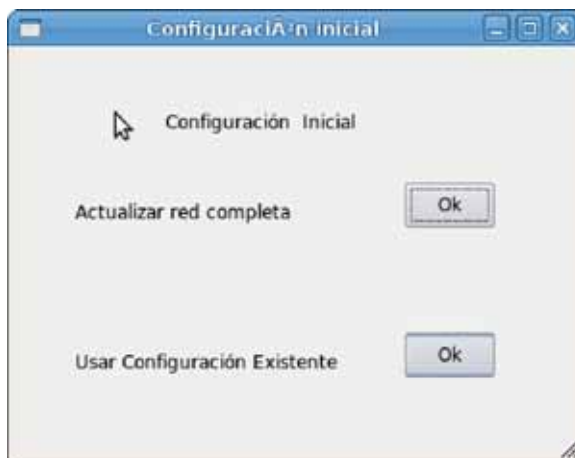 ConfiguraciÃ³n inicial
Configuración Inicial
Actualizar red completa
Ok
Usar Configuración Existente
Ok